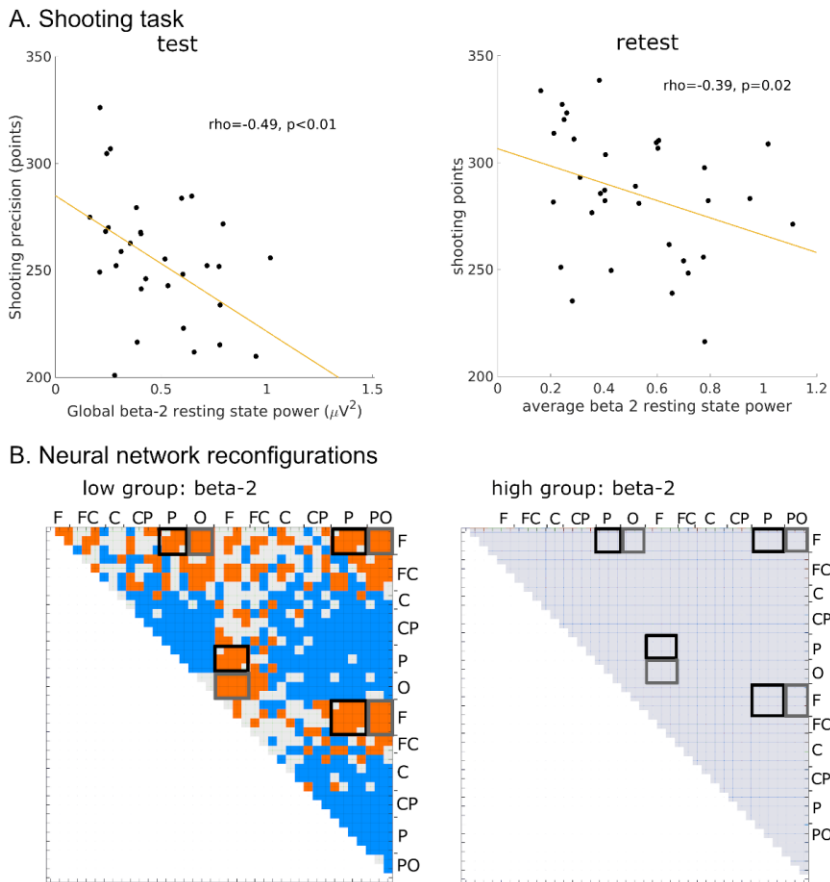 A. Shooting task
test
retest
350
300
250
200
0
0.5
1
1.5
rho=-0.49, p<0.01
Shooting precision (points)
Global beta-2 resting state power (μV²)
350
300
250
200
0
0.2
0.4
0.6
0.8
1
1.2
rho=-0.39, p=0.02
shooting points
average beta 2 resting state power
B. Neural network reconfigurations
low group: beta-2
F FC C CP P O F FC C CP P PO
F
FC
C
CP
P
O
F
FC
C
CP
P
PO
high group: beta-2
F FC C CP P O F FC C CP P PO
F
FC
C
CP
P
O
F
FC
C
CP
P
PO